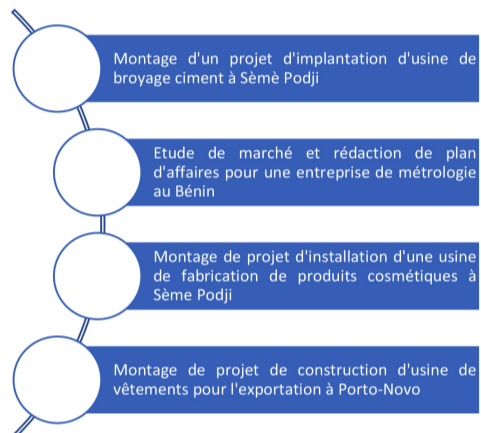 Montage d'un projet d'implantation d'usine de
broyage ciment à Sèmè Podji
Etude de marché et rédaction de plan
d'affaires pour une entreprise de métrologie
au Bénin
Montage de projet d'installation d'une usine
de fabrication de produits cosmétiques à
Sème Podji
Montage de projet de construction d'usine de
vêtements pour l'exportation à Porto-Novo